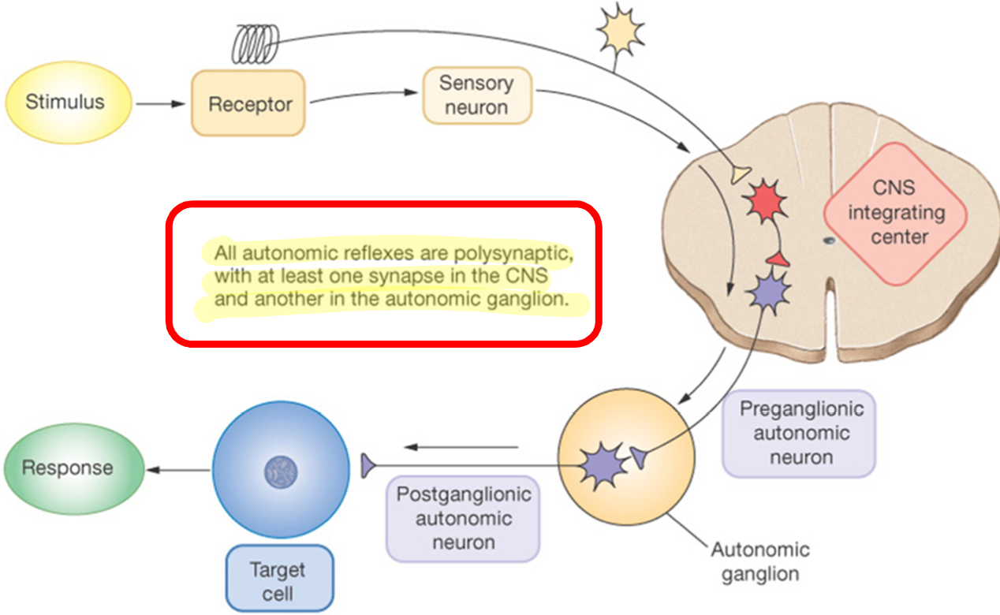 Stimulus
Receptor
Sensory
neuron
CNS
integrating
center
All autonomic reflexes are polysynaptic,
with at least one synapse in the CNS
and another in the autonomic ganglion.
Preganglionic
autonomic
neuron
Response
Postganglionic
autonomic
neuron
Target
cell
Autonomic
ganglion